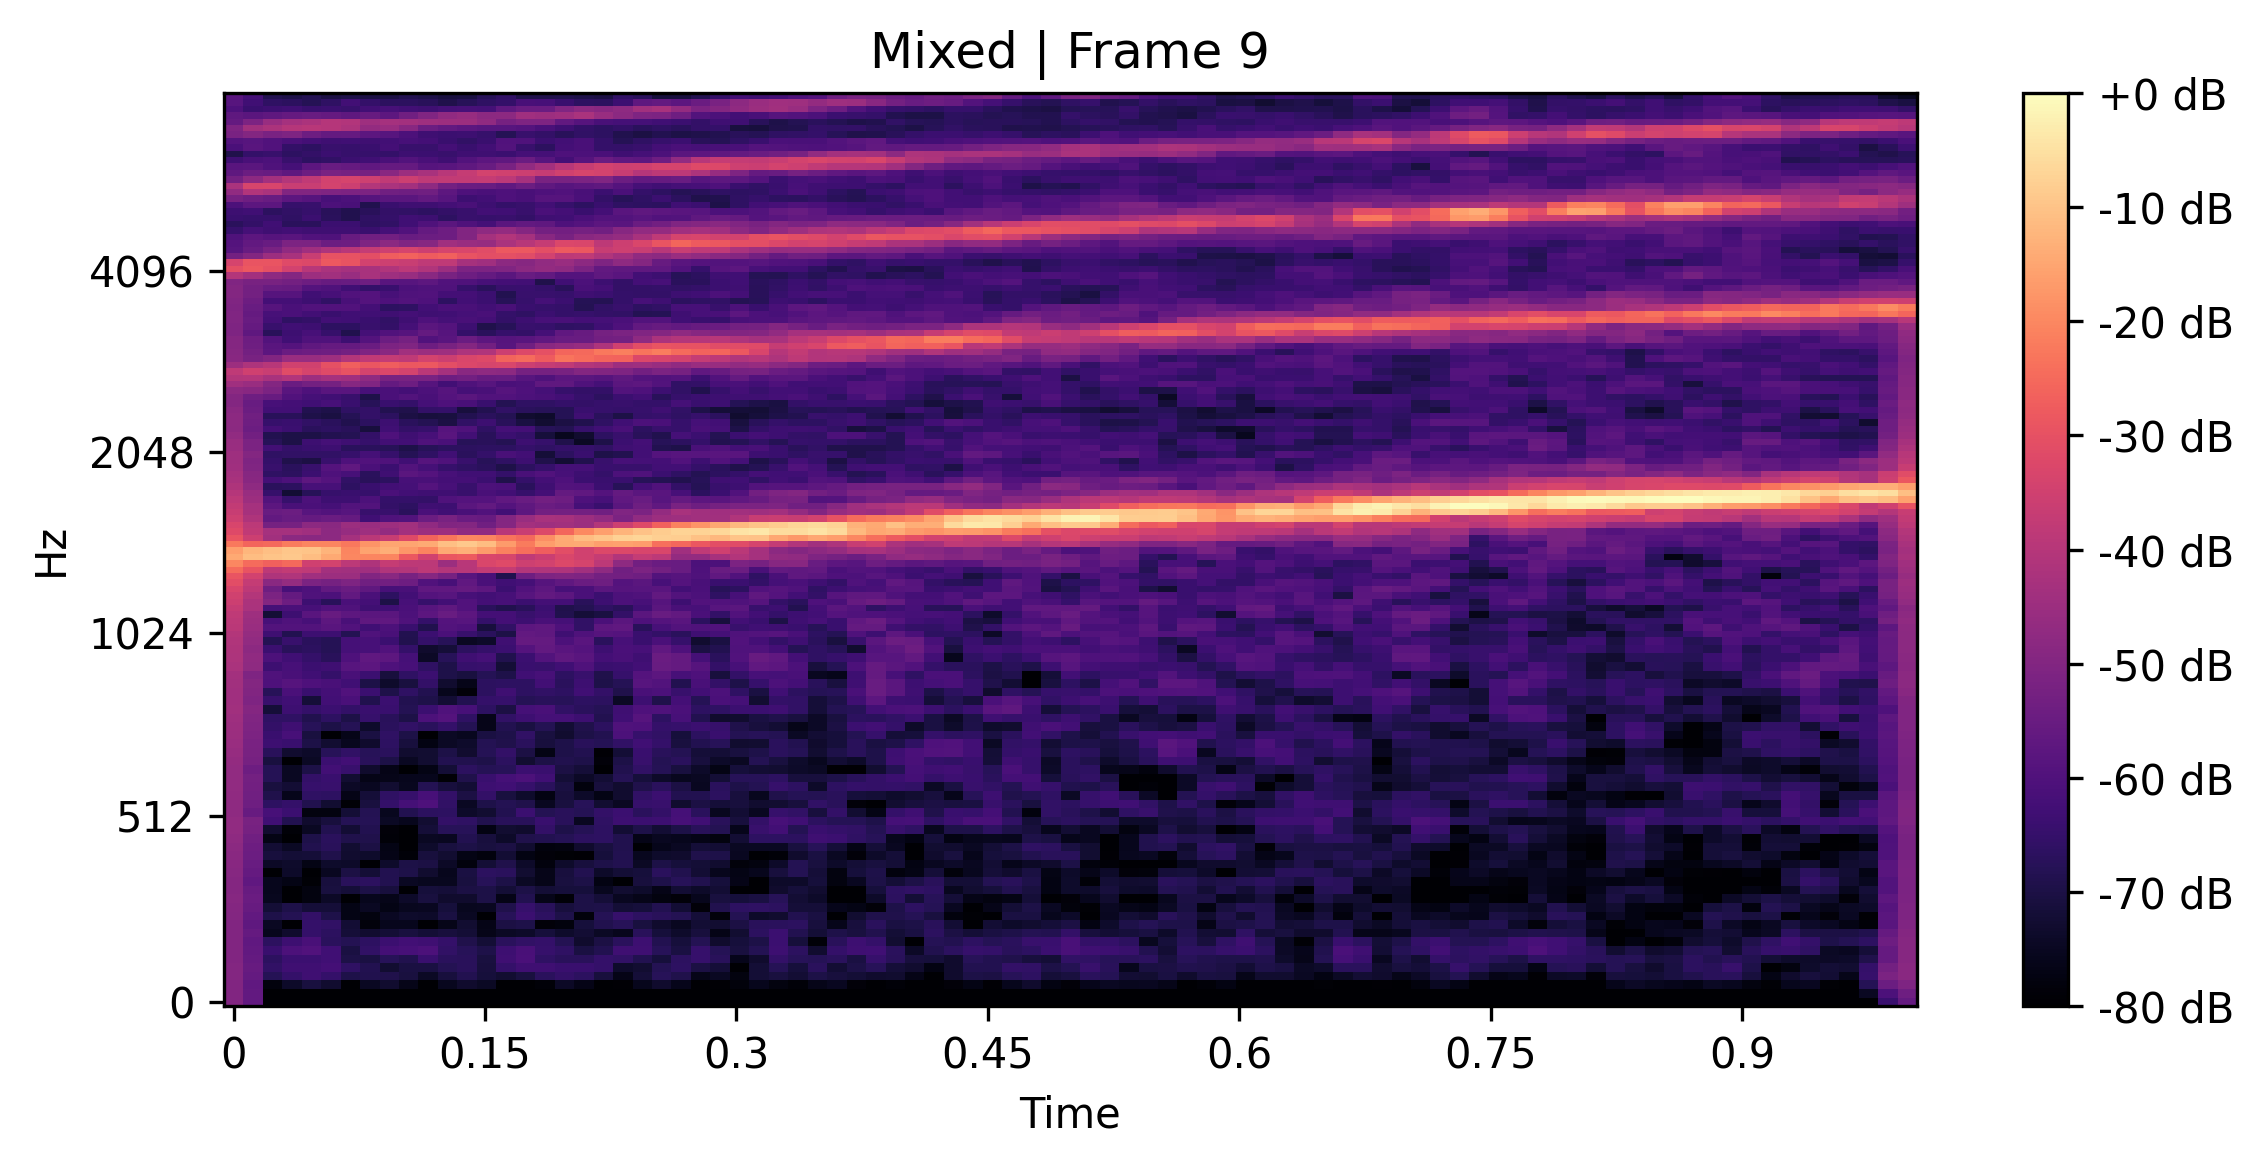 Mixed | Frame 9
+0 dB
-10 dB
-20 dB
-30 dB
-40 dB
-50 dB
-60 dB
-70 dB
-80 dB
4096
2048
1024
512
0
Hz
0 0.15 0.3 0.45 0.6 0.75 0.9
Time